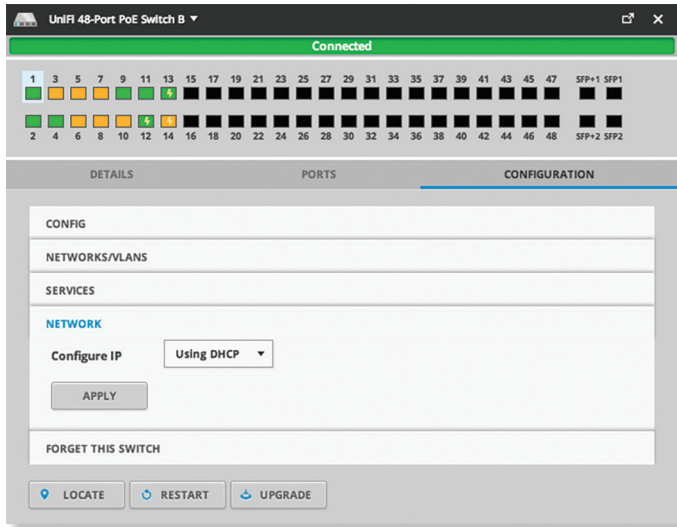 UniFi 48-Port PoE Switch B
Connected
1 3 5 7 9 11 13 15 17 19 21 23 25 27 29 31 33 35 37 39 41 43 45 47 SFP+1 SFP1
2 4 6 8 10 12 14 16 18 20 22 24 26 28 30 32 34 36 38 40 42 44 46 48 SFP+2 SFP2
DETAILS PORTS CONFIGURATION
CONFIG
NETWORKS/VLANS
SERVICES
NETWORK
Configure IP Using DHCP
APPLY
FORGET THIS SWITCH
LOCATE RESTART UPGRADE